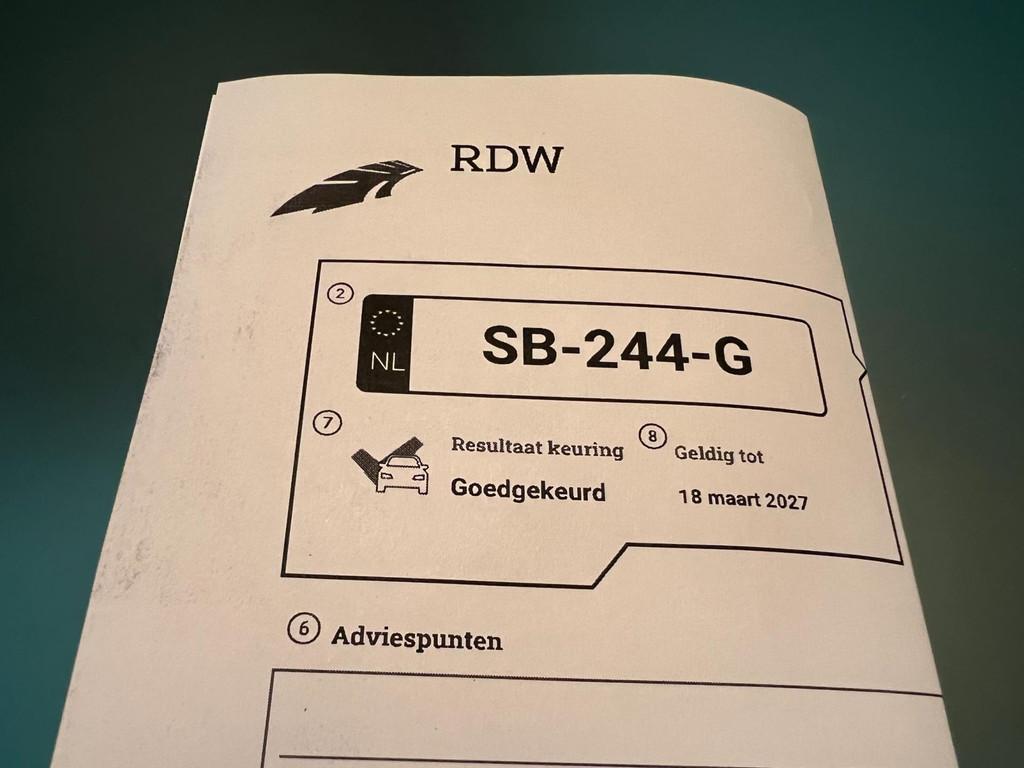 RDW
2
NL
SB-244-G
7
Resultaat keuring
8
Geldig tot
Goedgekeurd
18 maart 2027
6 Adviespunten